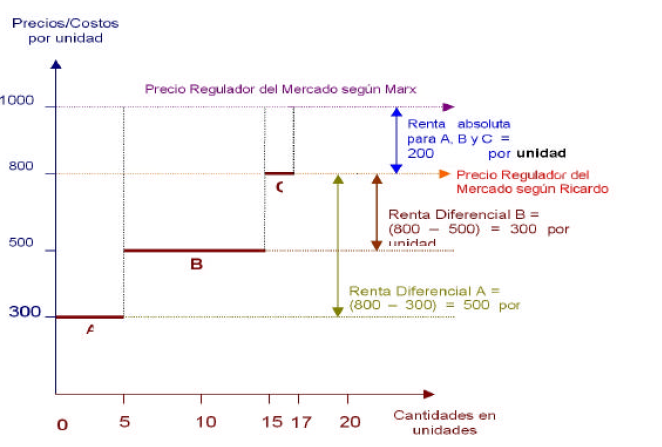 Precios/Costos
por unidad
Precio Regulador del Mercado según Marx
1000
Renta absoluta
para A, B y C =
200 por unidad
800
Precio Regulador del
Mercado según Ricardo
C
Renta Diferencial B =
(800 – 500) = 300 por
unidad
500
B
Renta Diferencial A =
(800 – 300) = 500 por
300
A
0 5 10 15 17 20
Cantidades en
unidades